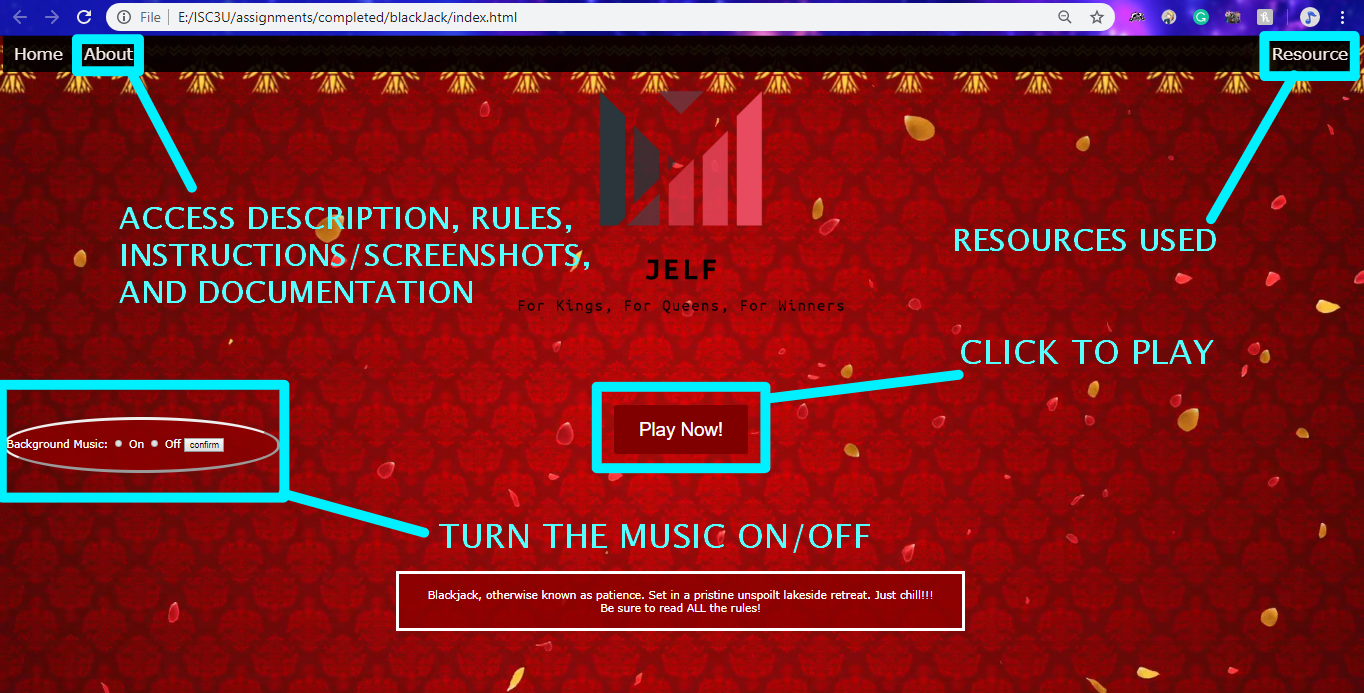 File E:/ISC3U/assignments/completed/blackJack/index.html
Home About Resource
ACCESS DESCRIPTION, RULES,
INSTRUCTIONS/SCREENSHOTS,
AND DOCUMENTATION
RESOURCES USED
JELF
For Kings, For Queens, For Winners
CLICK TO PLAY
Play Now!
Background Music: On Off confirm
TURN THE MUSIC ON/OFF
Blackjack, otherwise known as patience. Set in a pristine unspoilt lakeside retreat. Just chill!!!
Be sure to read ALL the rules!